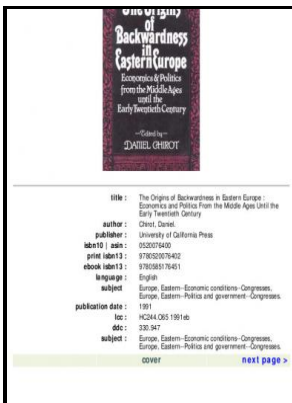 The Origins
of
Backwardness
in
Eastern Europe
Economics & Politics
from the Middle Ages
until the
Early Twentieth Century
Edited by
DANIEL CHIROT
title : The Origins of Backwardness in Eastern Europe :
Economics and Politics From the Middle Ages Until the
Early Twentieth Century
author : Chirot, Daniel.
publisher : University of California Press
isbn10 | asin : 0520076400
print isbn13 : 9780520076402
ebook isbn13 : 9780585176451
language : English
subject Europe, Eastern--Economic conditions--Congresses,
Europe, Eastern--Politics and government--Congresses.
publication date : 1991
lcc : HC244.O65 1991eb
ddc : 330.947
subject : Europe, Eastern--Economic conditions--Congresses,
Europe, Eastern--Politics and government--Congresses.
cover next page >